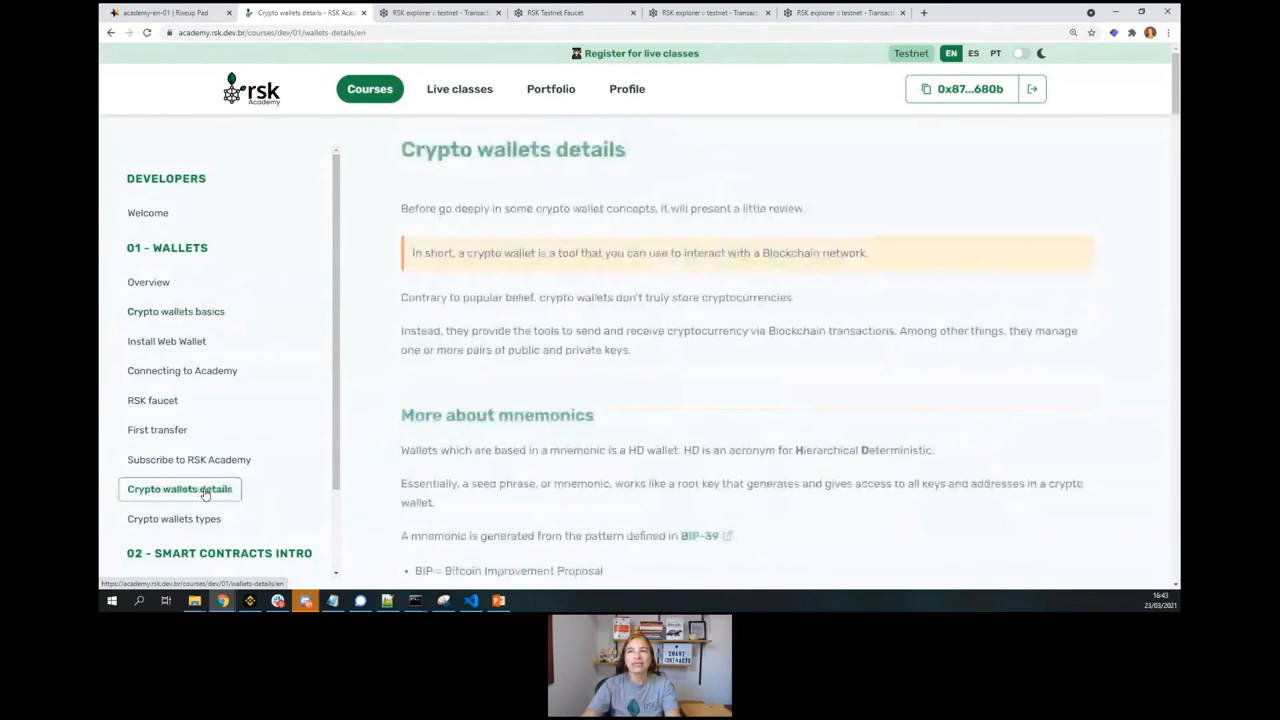 academy-en-01 | Riseup Pad
Crypto wallets details - RSK Aca
RSK explorer :: testnet - Transact
RSK Testnet Faucet
RSK explorer :: testnet - Transac
RSK explorer :: testnet - Transac
academy.rsk.dev.br/courses/dev/01/wallets-details/en
Register for live classes
Testnet EN ES PT
rsk Academy
Courses Live classes Portfolio Profile
0x87...680b
DEVELOPERS
Welcome
01 - WALLETS
Overview
Crypto wallets basics
Install Web Wallet
Connecting to Academy
RSK faucet
First transfer
Subscribe to RSK Academy
Crypto wallets details
Crypto wallets types
02 - SMART CONTRACTS INTRO
Crypto wallets details
Before go deeply in some crypto wallet concepts, it will present a little review.
In short, a crypto wallet is a tool that you can use to interact with a Blockchain network.
Contrary to popular belief, crypto wallets don't truly store cryptocurrencies.
Instead, they provide the tools to send and receive cryptocurrency via Blockchain transactions. Among other things, they manage
one or more pairs of public and private keys.
More about mnemonics
Wallets which are based in a mnemonic is a HD wallet. HD is an acronym for Hierarchical Deterministic.
Essentially, a seed phrase, or mnemonic, works like a root key that generates and gives access to all keys and addresses in a crypto
wallet.
A mnemonic is generated from the pattern defined in BIP-39
• BIP = Bitcoin Improvement Proposal
https://academy.rsk.dev.br/courses/dev/01/wallets-details/en
16:43
23/03/2021
SMART
CONTRACTS
RSK